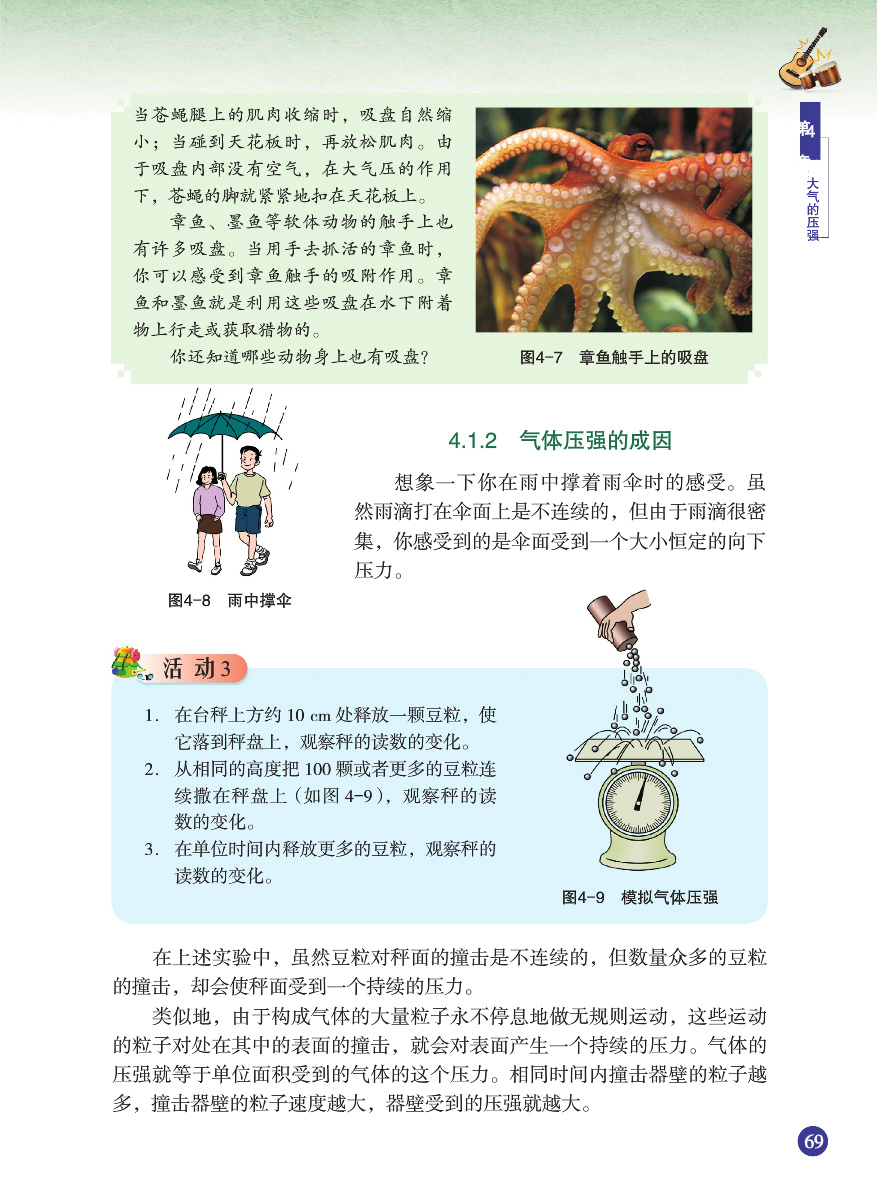 当苍蝇腿上的肌肉收缩时，吸盘自然缩
小；当碰到天花板时，再放松肌肉。由
于吸盘内部没有空气，在大气压的作用
下，苍蝇的脚就紧紧地扣在天花板上。
章鱼、墨鱼等软体动物的触手上也
有许多吸盘。当用手去抓活的章鱼时，
你可以感受到章鱼触手的吸附作用。章
鱼和墨鱼就是利用这些吸盘在水下附着
物上行走或获取猎物的。
你还知道哪些动物身上也有吸盘？
图4-7 章鱼触手上的吸盘
第4
大气的压强
4.1.2 气体压强的成因
想象一下你在雨中撑着雨伞时的感受。虽
然雨滴打在伞面上是不连续的，但由于雨滴很密
集，你感受到的是伞面受到一个大小恒定的向下
压力。
图4-8 雨中撑伞
活动3
1. 在台秤上方约 10 cm 处释放一颗豆粒，使
它落到秤盘上，观察秤的读数的变化。
2. 从相同的高度把 100 颗或者更多的豆粒连
续撒在秤盘上（如图 4-9），观察秤的读
数的变化。
3. 在单位时间内释放更多的豆粒，观察秤的
读数的变化。
图4-9 模拟气体压强
在上述实验中，虽然豆粒对秤面的撞击是不连续的，但数量众多的豆粒
的撞击，却会使秤面受到一个持续的压力。
类似地，由于构成气体的大量粒子永不停息地做无规则运动，这些运动
的粒子对处在其中的表面的撞击，就会对表面产生一个持续的压力。气体的
压强就等于单位面积受到的气体的这个压力。相同时间内撞击器壁的粒子越
多，撞击器壁的粒子速度越大，器壁受到的压强就越大。
69